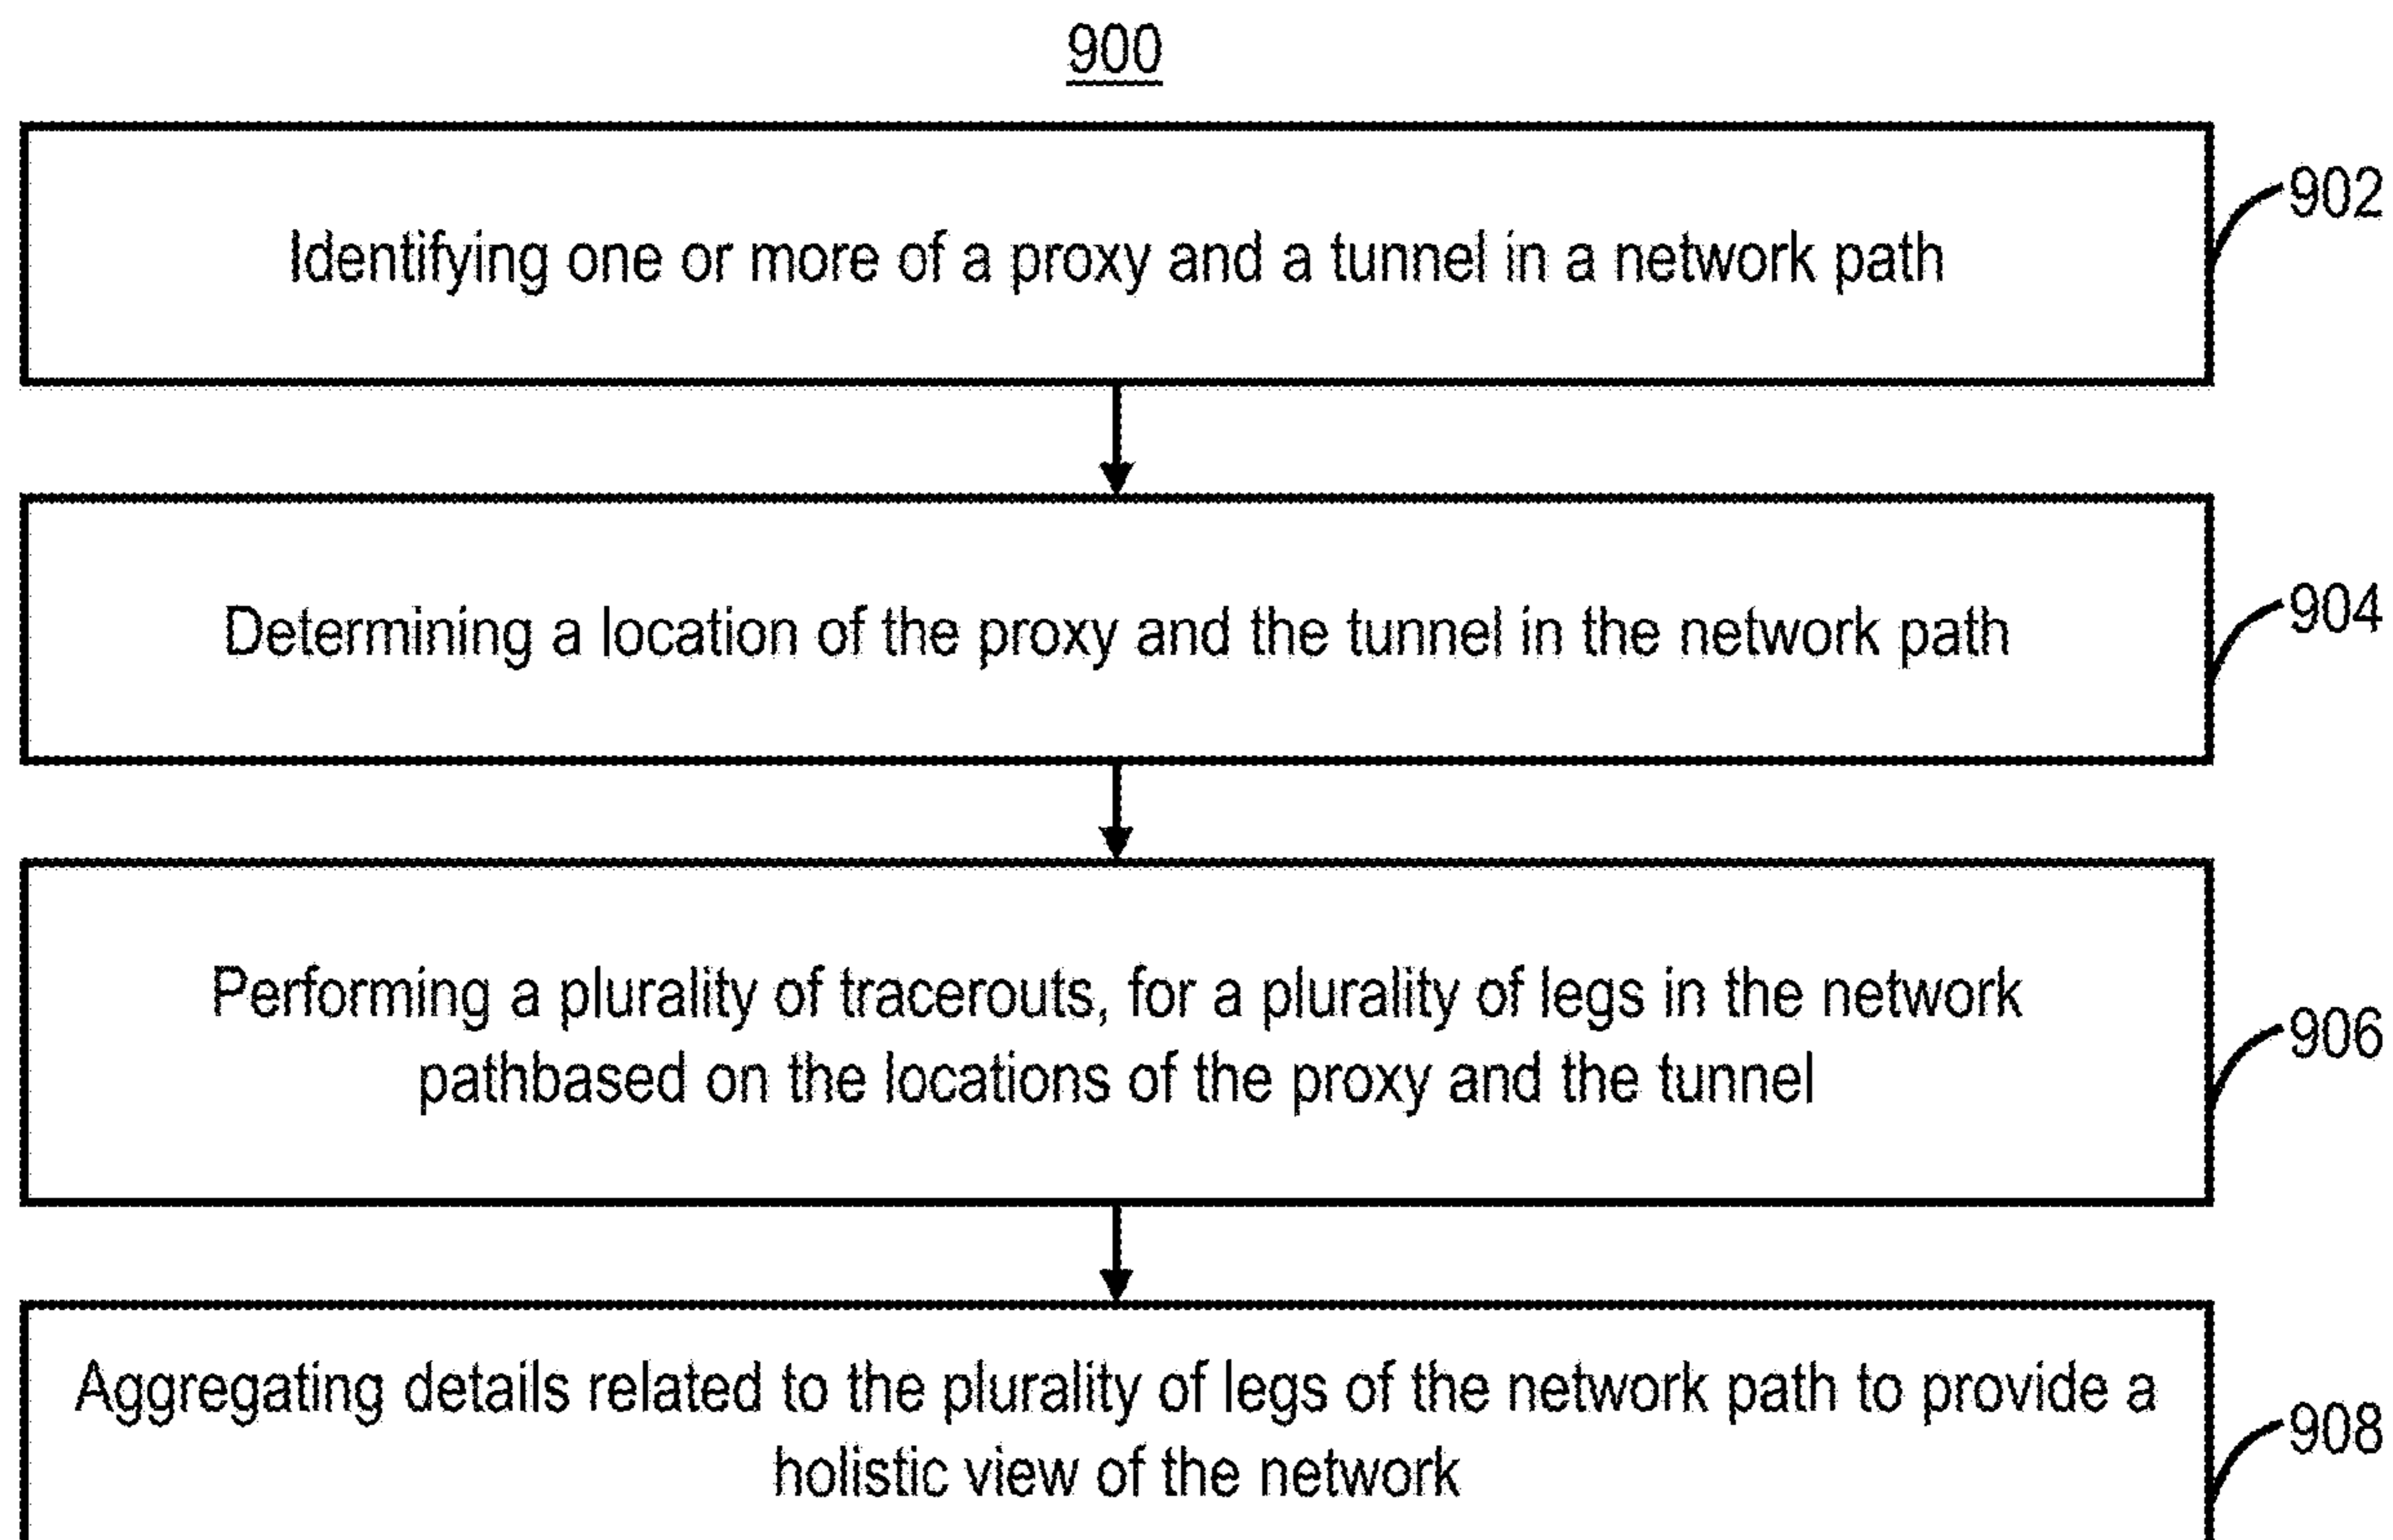 900
Identifying one or more of a proxy and a tunnel in a network path
902
Determining a location of the proxy and the tunnel in the network path
904
Performing a plurality of tracerouts, for a plurality of legs in the network
pathbased on the locations of the proxy and the tunnel
906
Aggregating details related to the plurality of legs of the network path to provide a
holistic view of the network
908